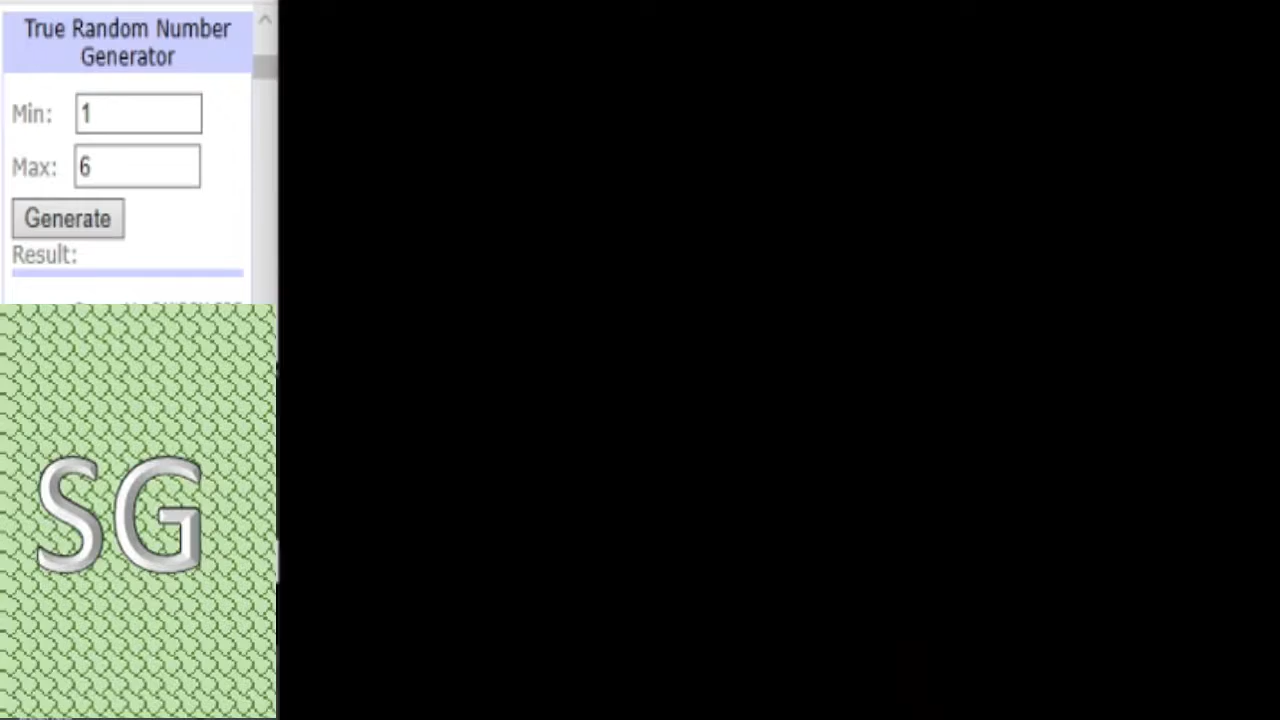 True Random Number
Generator
Min: 1
Max: 6
Generate
Result:
SG